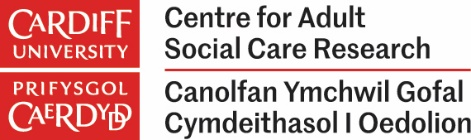 CARDIFF
UNIVERSITY
PRIFYSGOL
CAERDYDD
Centre for Adult
Social Care Research
Canolfan Ymchwil Gofal
Cymdeithasol I Oedolion